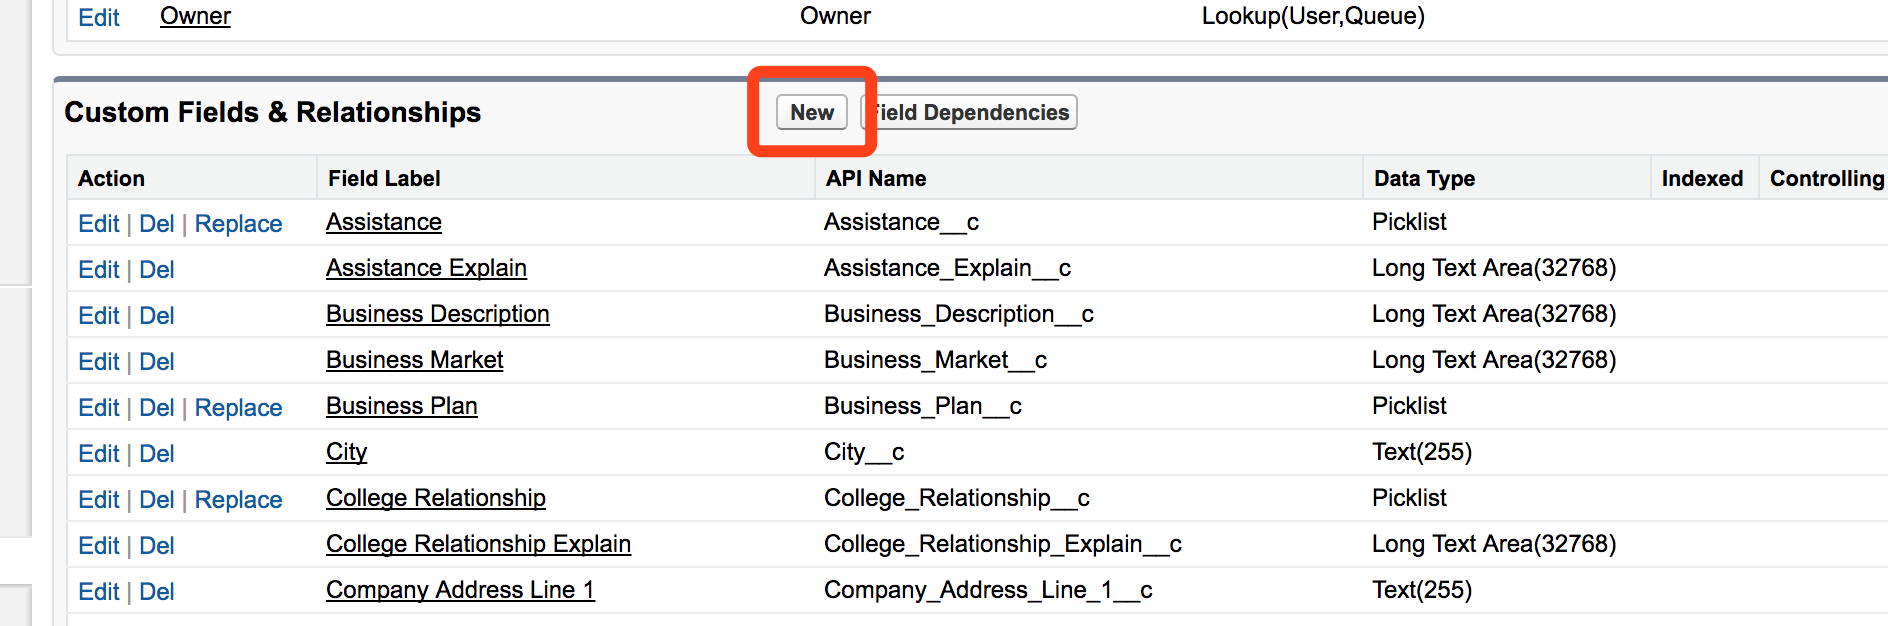 Edit Owner Owner Lookup(User,Queue)
Custom Fields & Relationships New Field Dependencies
Action Field Label API Name Data Type Indexed Controlling
Edit | Del | Replace Assistance Assistance__c Picklist
Edit | Del Assistance Explain Assistance_Explain__c Long Text Area(32768)
Edit | Del Business Description Business_Description__c Long Text Area(32768)
Edit | Del Business Market Business_Market__c Long Text Area(32768)
Edit | Del | Replace Business Plan Business_Plan__c Picklist
Edit | Del City City__c Text(255)
Edit | Del | Replace College Relationship College_Relationship__c Picklist
Edit | Del College Relationship Explain College_Relationship_Explain__c Long Text Area(32768)
Edit | Del Company Address Line 1 Company_Address_Line_1__c Text(255)